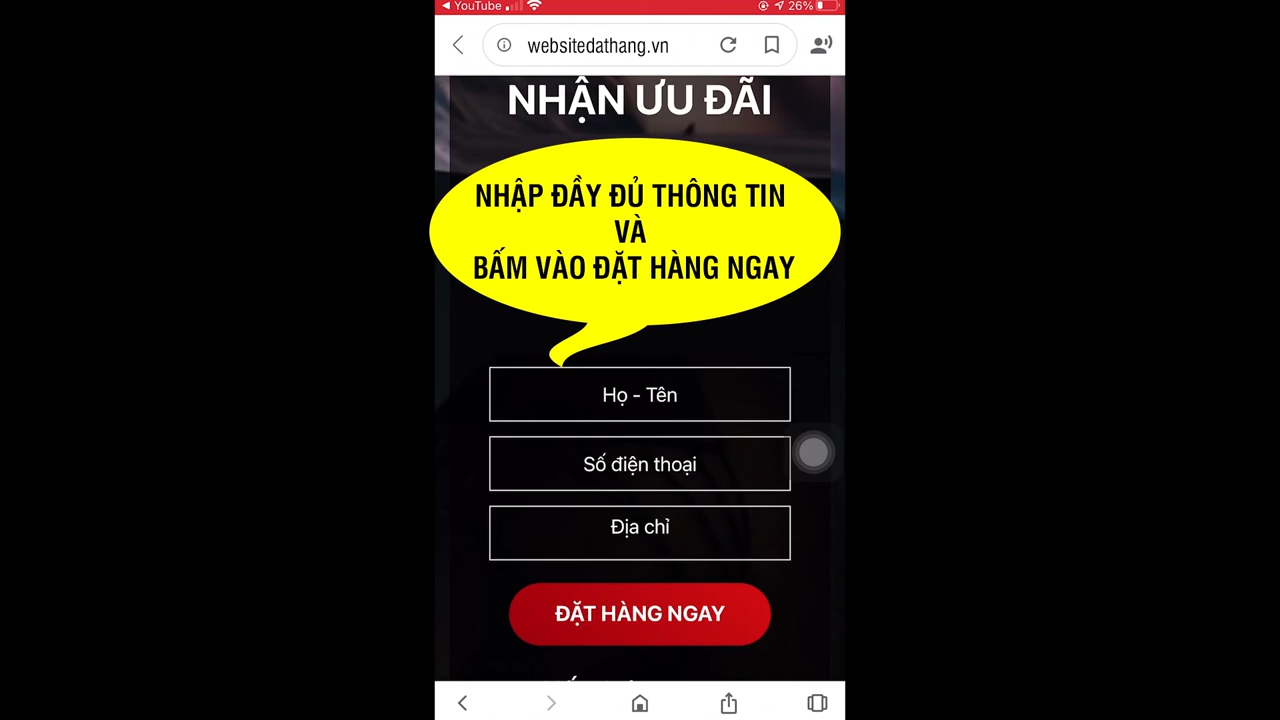 YouTube
26%
websitedathang.vn
NHẬN ƯU ĐÃI
NHẬP ĐẦY ĐỦ THÔNG TIN
VÀ
BẤM VÀO ĐẶT HÀNG NGAY
Họ - Tên
Số điện thoại
Địa chỉ
ĐẶT HÀNG NGAY